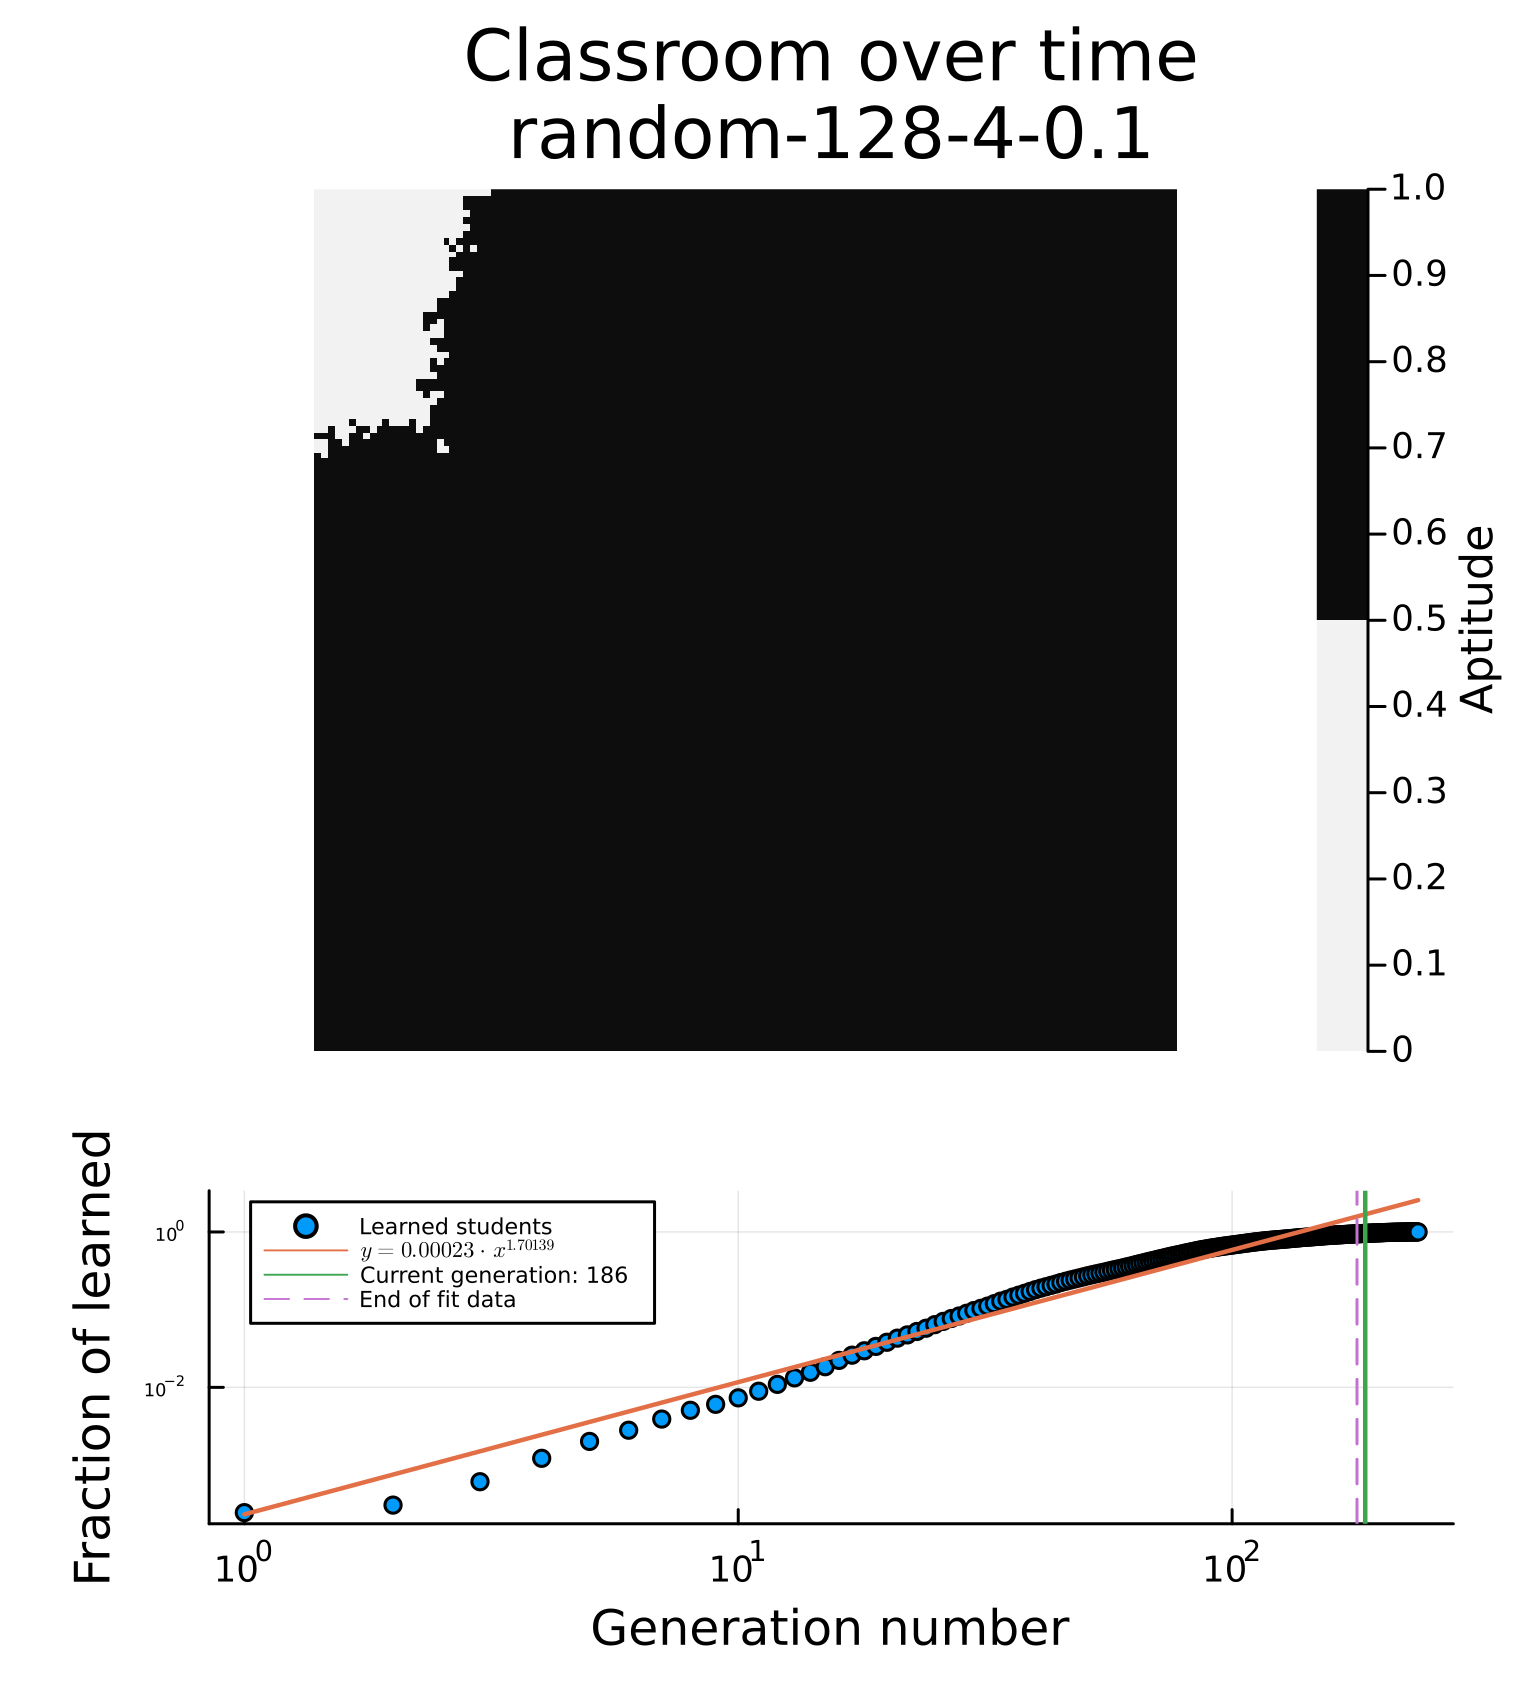 Classroom over time
random-128-4-0.1
1.0
0.9
0.8
0.7
0.6
0.5
0.4
0.3
0.2
0.1
0
Aptitude
Fraction of learned
10^0
10^−2
Learned students
y = 0.00023 · x^1.70139
Current generation: 186
End of fit data
10^0
10^1
10^2
Generation number